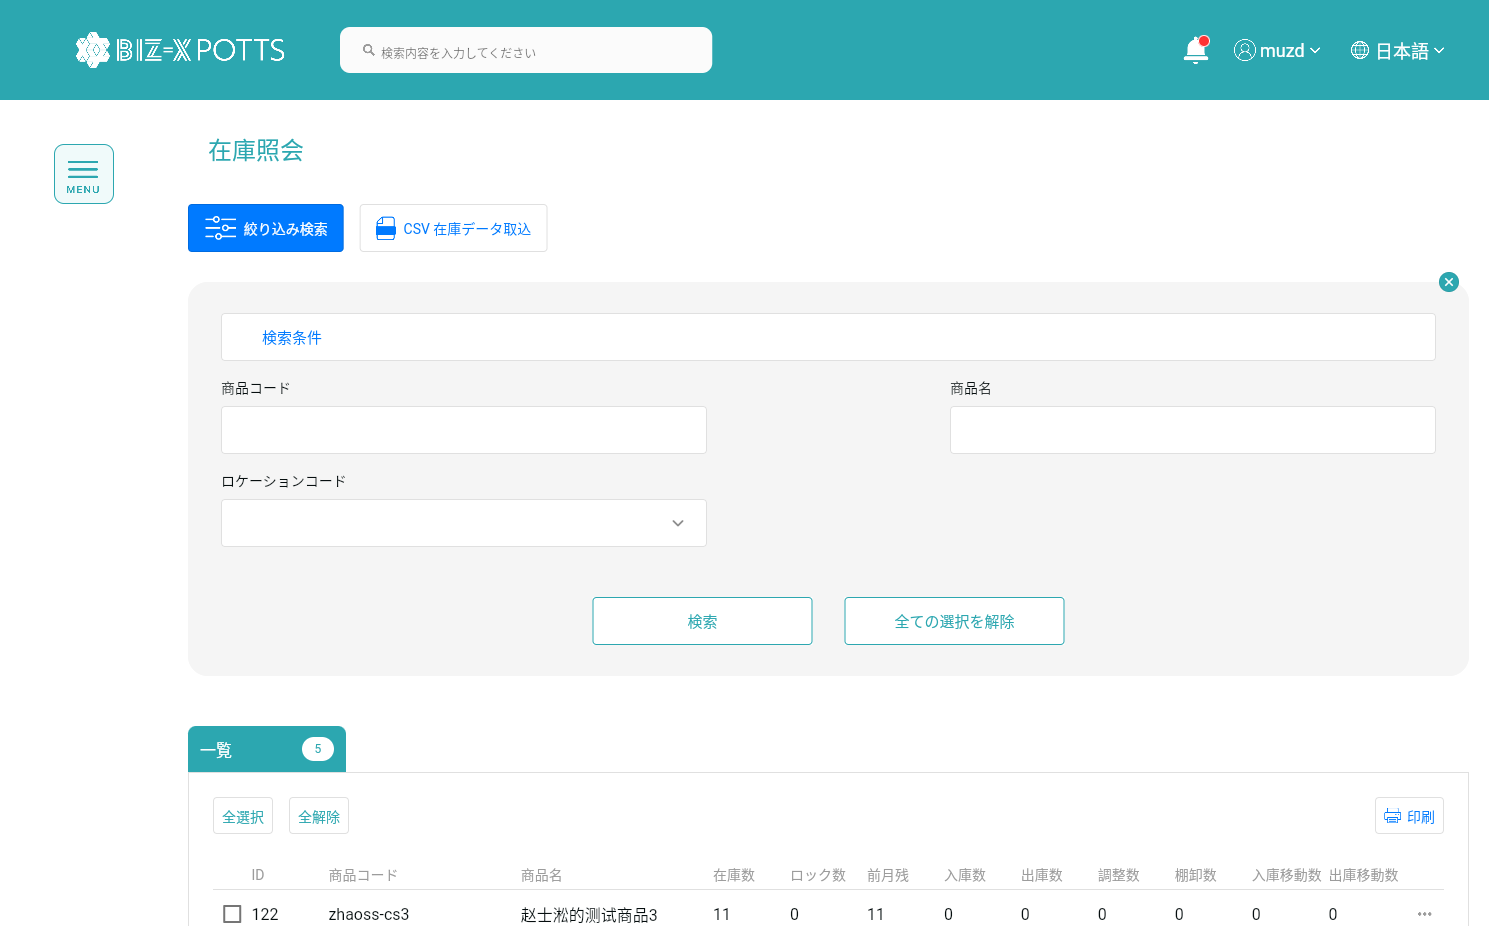 BIZ=X POTTS
検索内容を入力してください
muzd
日本語
MENU
在庫照会
絞り込み検索
CSV 在庫データ取込
検索条件
商品コード
商品名
ロケーションコード
検索
全ての選択を解除
一覧 5
全選択 全解除
印刷
ID 商品コード 商品名 在庫数 ロック数 前月残 入庫数 出庫数 調整数 棚卸数 入庫移動数 出庫移動数
122 zhaoss-cs3 赵士淞的测试商品3 11 0 11 0 0 0 0 0 0